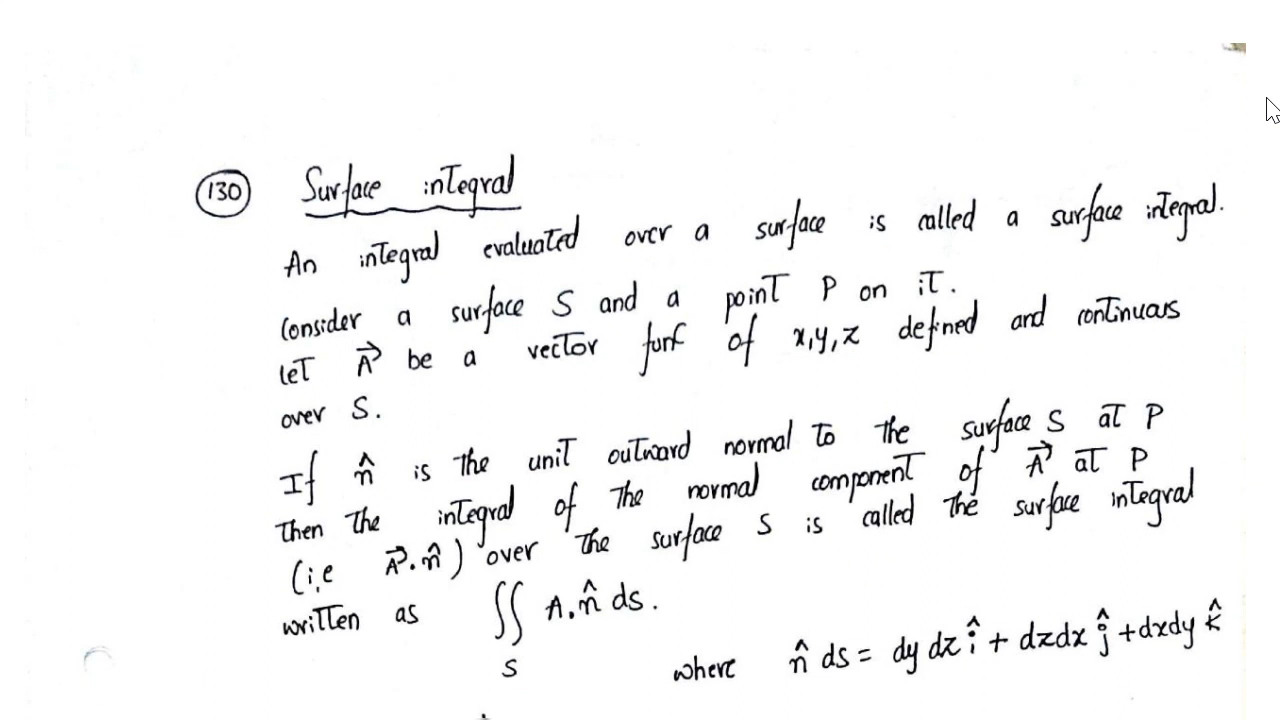 130 Surface integral
An integral evaluated over a surface is called a surface integral.
Consider a surface S and a point P on it.
Let A⃗ be a vector funⁿ of x,y,z defined and continuous
over S.
If n̂ is the unit outward normal to the surface S at P
Then the integral of the normal component of A⃗ at P
(i,e A⃗.n̂) over the surface S is called the surface integral
written as ∬ A.n̂ ds.
S
where n̂ ds = dy dz î + dzdx ĵ + dxdy k̂